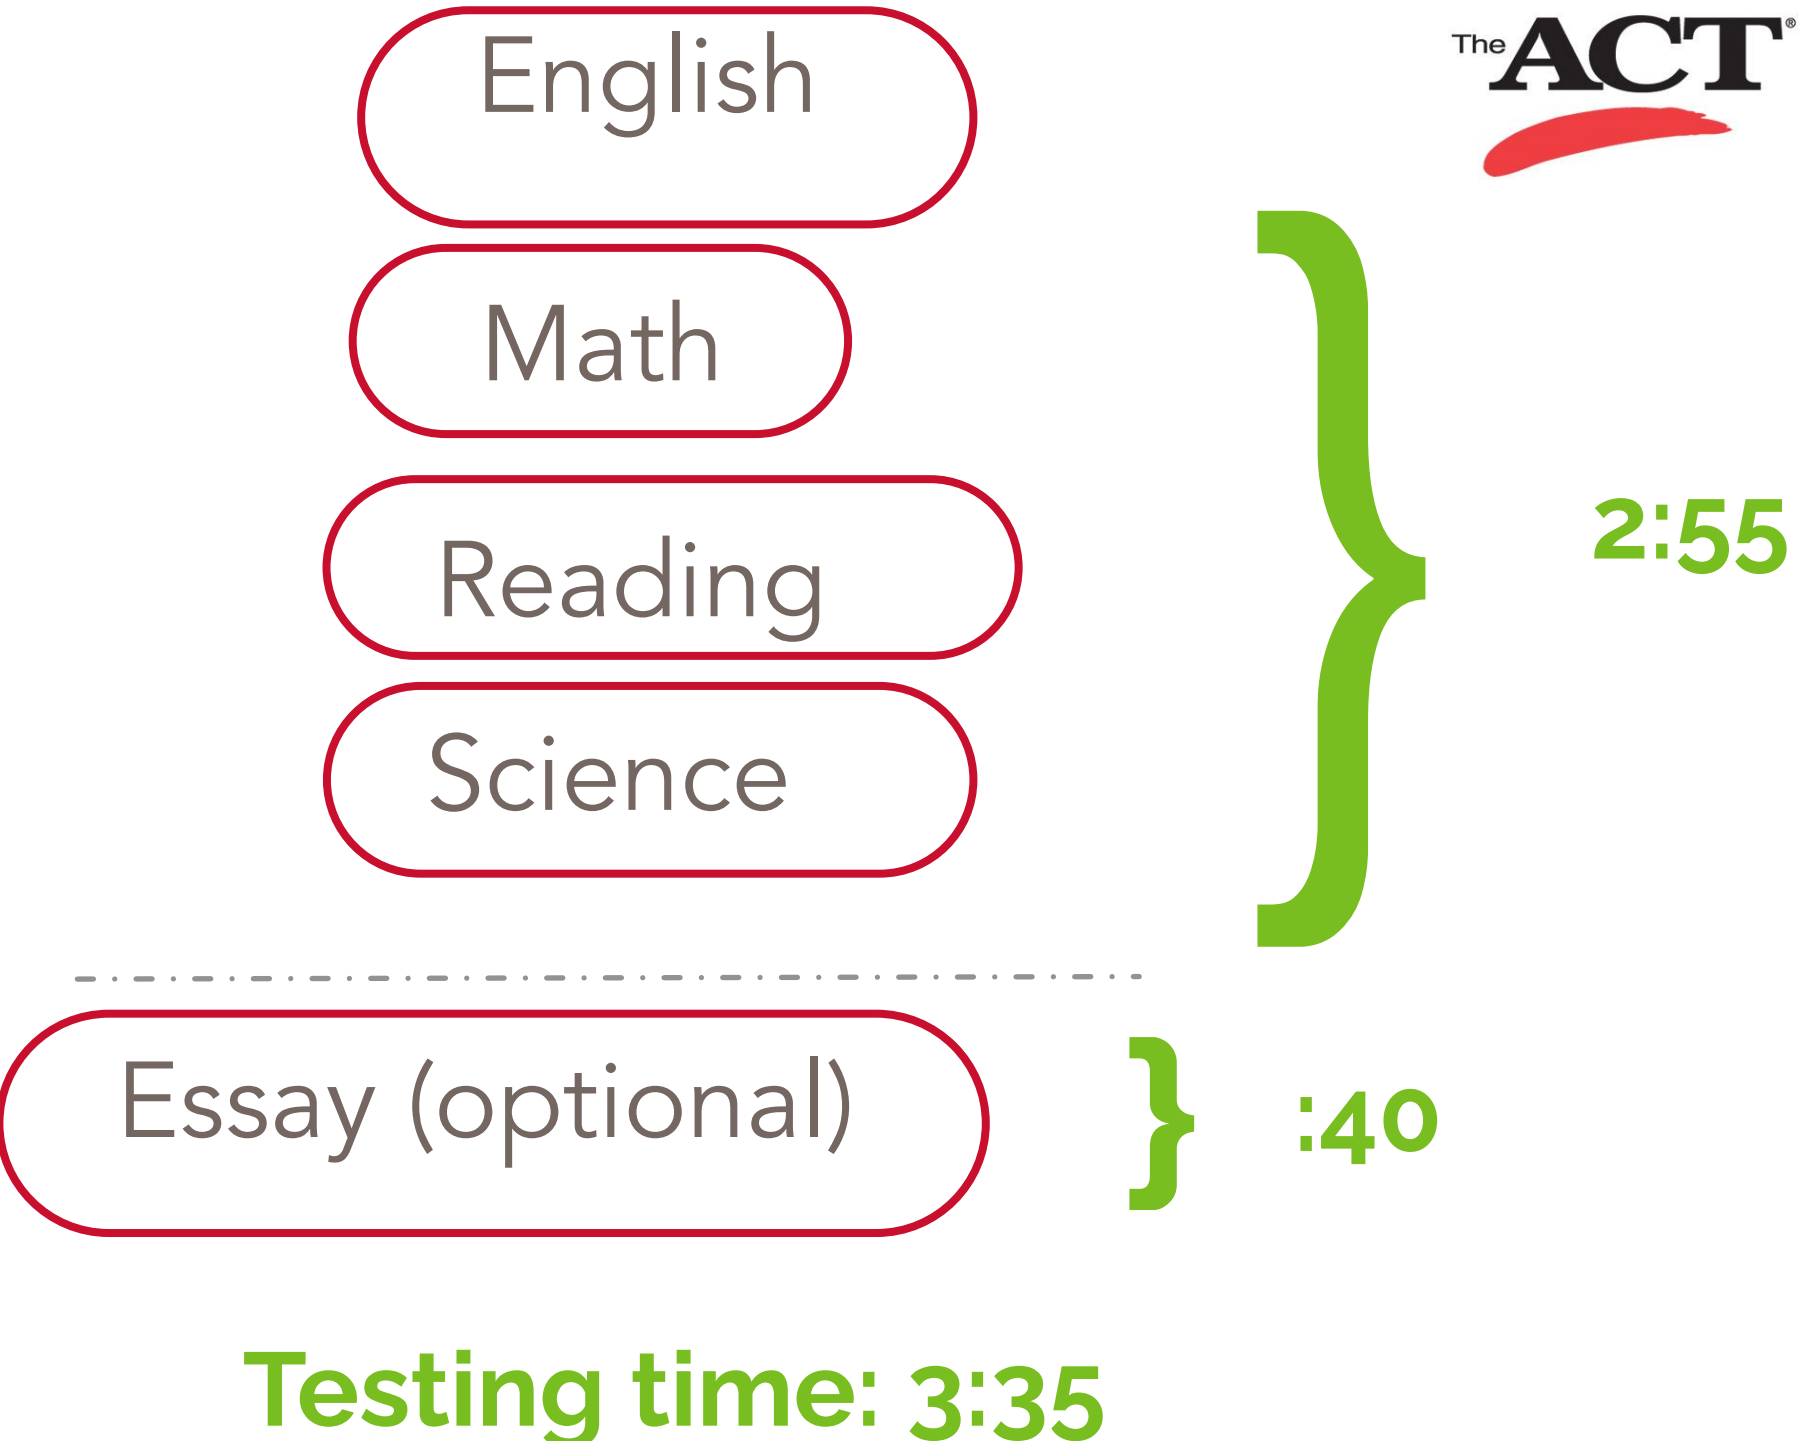 English
The ACT®
Math
Reading
2:55
Science
Essay (optional)
:40
Testing time: 3:35